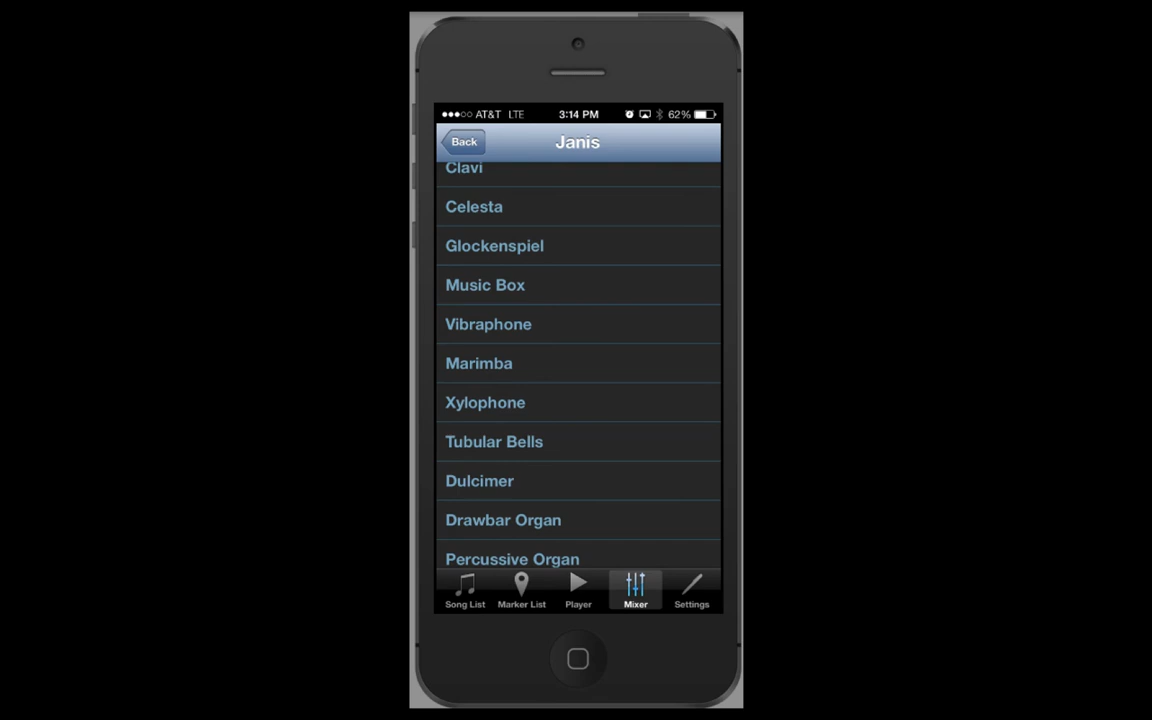 AT&T LTE 3:14 PM 62%
Back Janis
Clavi
Celesta
Glockenspiel
Music Box
Vibraphone
Marimba
Xylophone
Tubular Bells
Dulcimer
Drawbar Organ
Percussive Organ
Song List Marker List Player Mixer Settings